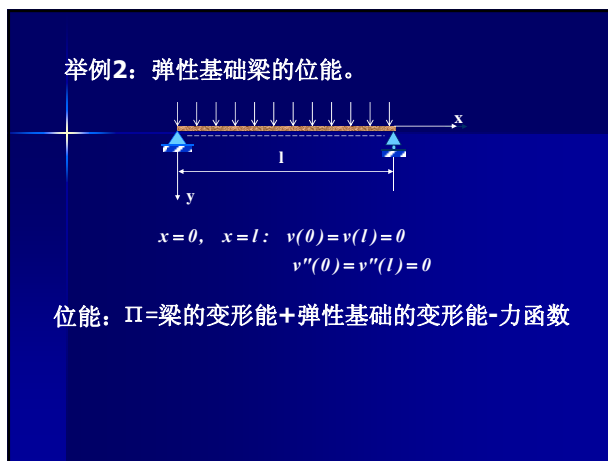 举例2：弹性基础梁的位能。
x
l
y
x=0, x=l: v(0)=v(l)=0
v″(0)=v″(l)=0
位能：Π=梁的变形能+弹性基础的变形能-力函数